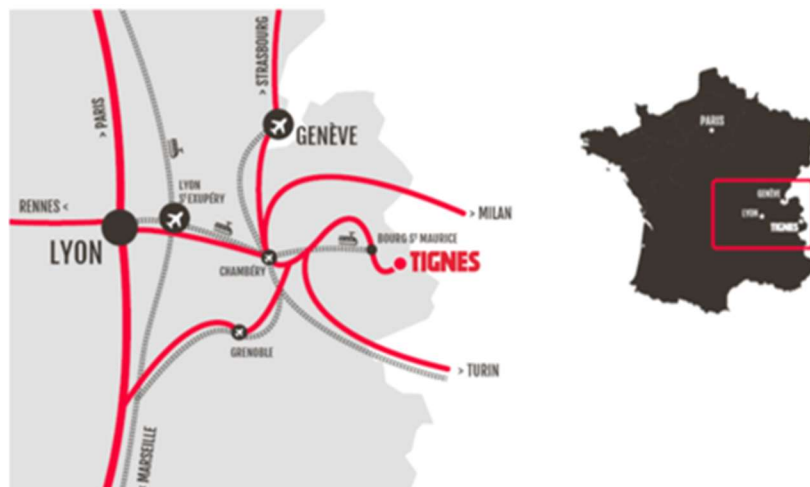 > PARIS
> STRASBOURG
GENÈVE
RENNES <
LYON
ST EXUPÉRY
LYON
> MILAN
BOURG ST MAURICE
CHAMBÉRY
TIGNES
GRENOBLE
> TURIN
MARSEILLE
PARIS
GENÈVE
LYON
TIGNES